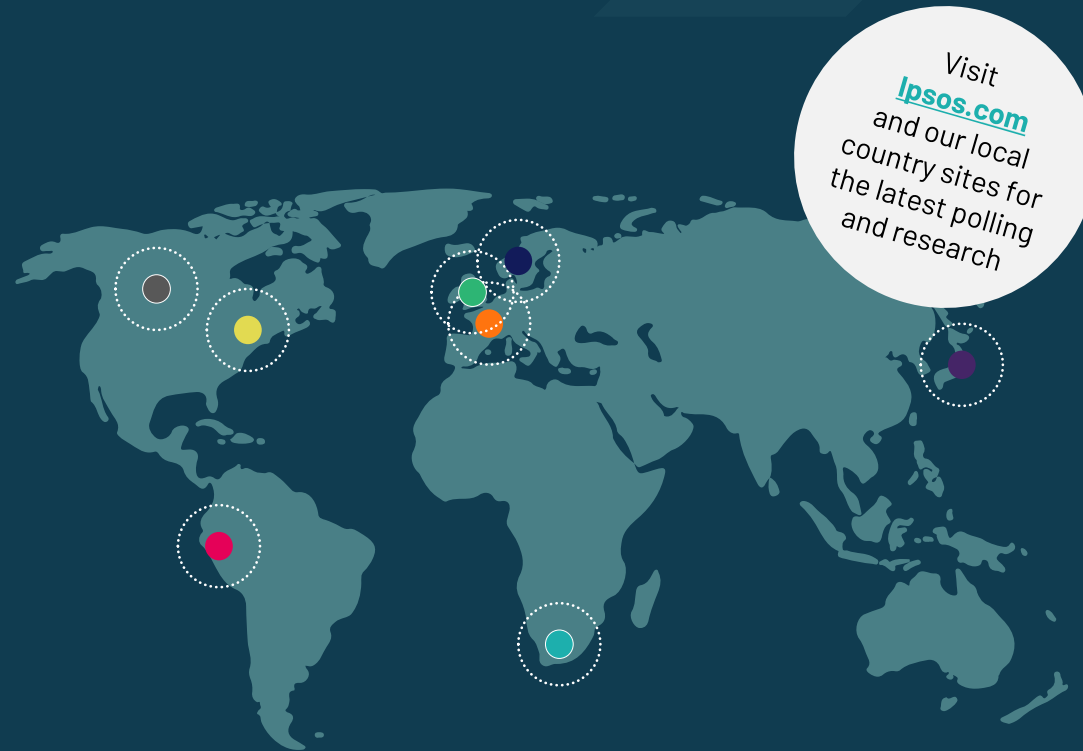 Visit
Ipsos.com
and our local
country sites for
the latest polling
and research